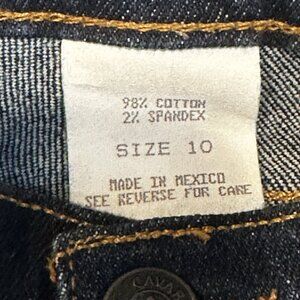 98% COTTON
2% SPANDEX
SIZE 10
MADE IN MEXICO
SEE REVERSE FOR CARE